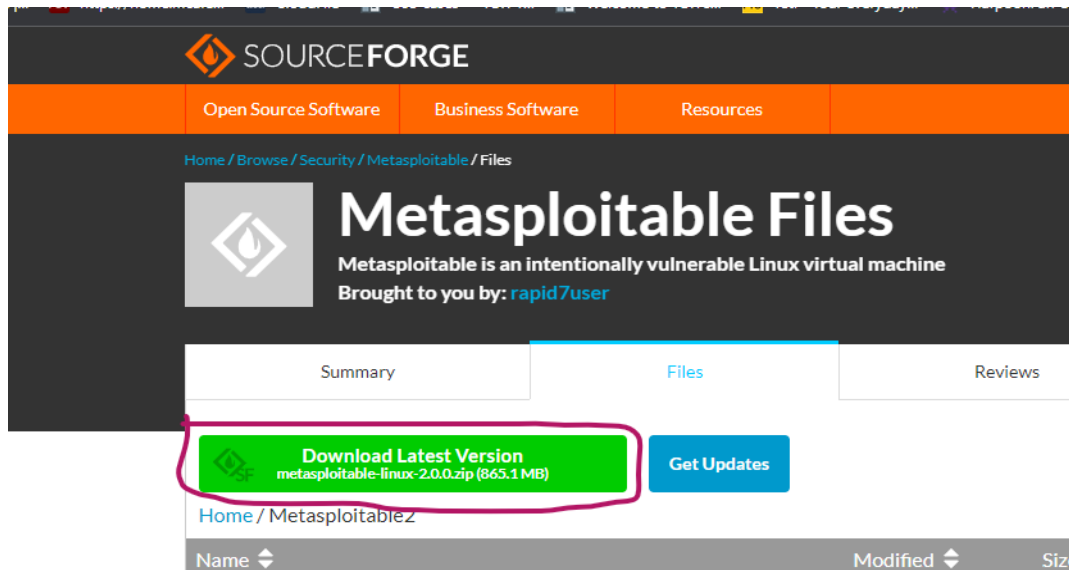 SOURCEFORGE
Open Source Software Business Software Resources
Home / Browse / Security / Metasploitable / Files
Metasploitable Files
Metasploitable is an intentionally vulnerable Linux virtual machine
Brought to you by: rapid7user
Summary Files Reviews
Download Latest Version
metasploitable-linux-2.0.0.zip (865.1 MB)
SF
Get Updates
Home / Metasploitable2
Name Modified